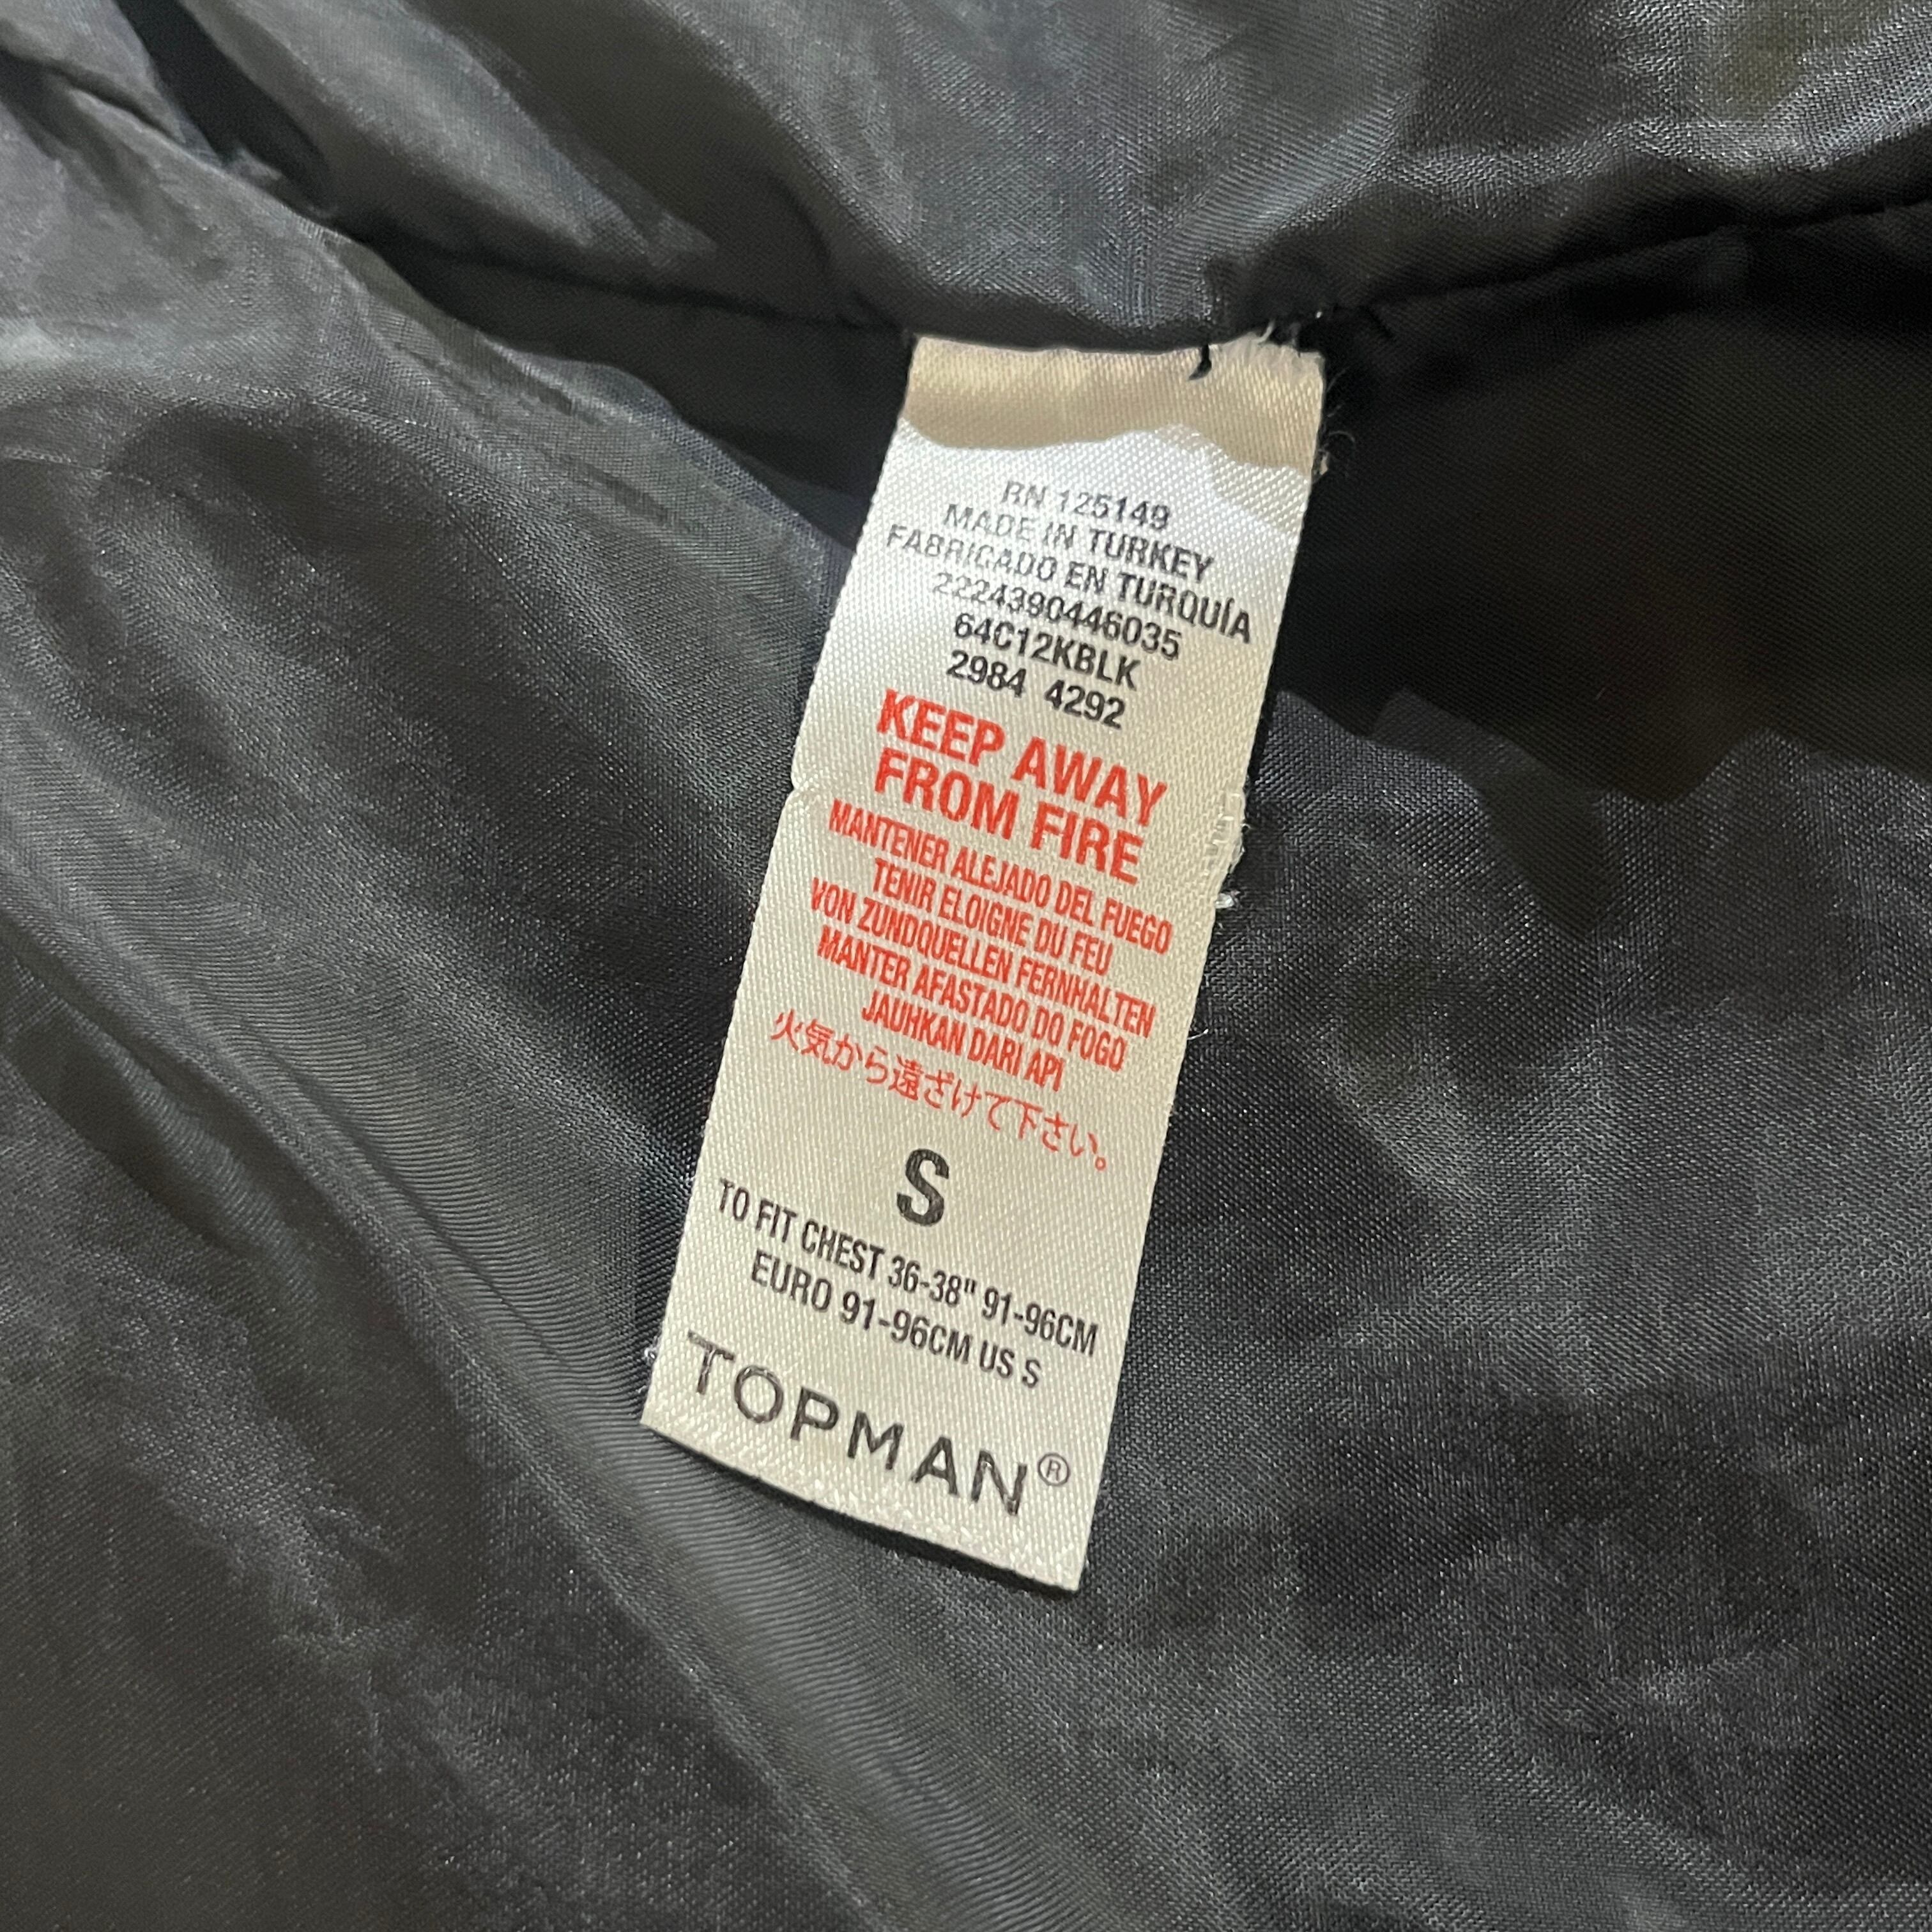 RN 125149
MADE IN TURKEY
FABRICADO EN TURQUÍA
2224390446035
64C12KBLK
2984 4292
KEEP AWAY
FROM FIRE
MANTENER ALEJADO DEL FUEGO
TENIR ELOIGNE DU FEU
VON ZUNDQUELLEN FERNHALTEN
MANTER AFASTADO DO FOGO
JAUHKAN DARI API
火気から遠ざけて下さい。
S
TO FIT CHEST 36-38" 91-96CM
EURO 91-96CM US S
TOPMAN®